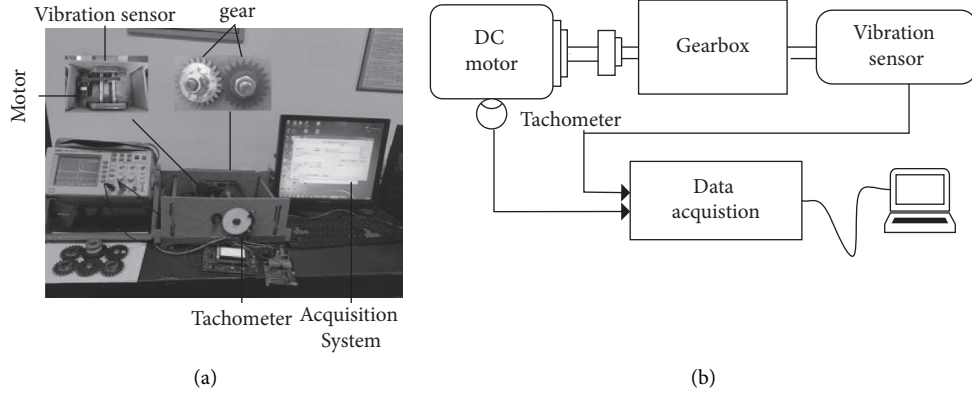 Vibration sensor
gear
Motor
Tachometer
Acquisition
System
(a)
DC
motor
Gearbox
Vibration
sensor
Tachometer
Data
acquistion
(b)